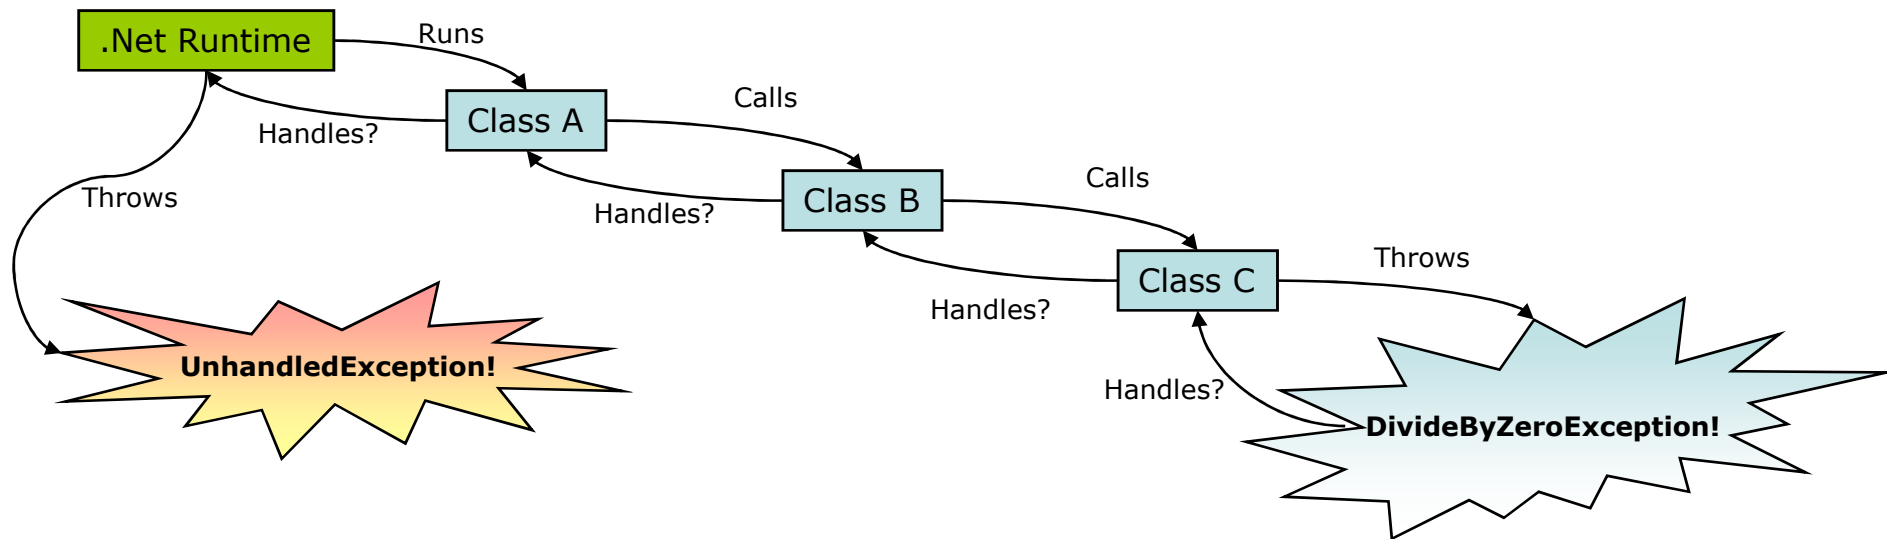 .Net Runtime
Runs
Class A
Calls
Handles?
Class B
Calls
Throws
Handles?
Class C
Throws
Handles?
UnhandledException!
Handles?
DivideByZeroException!